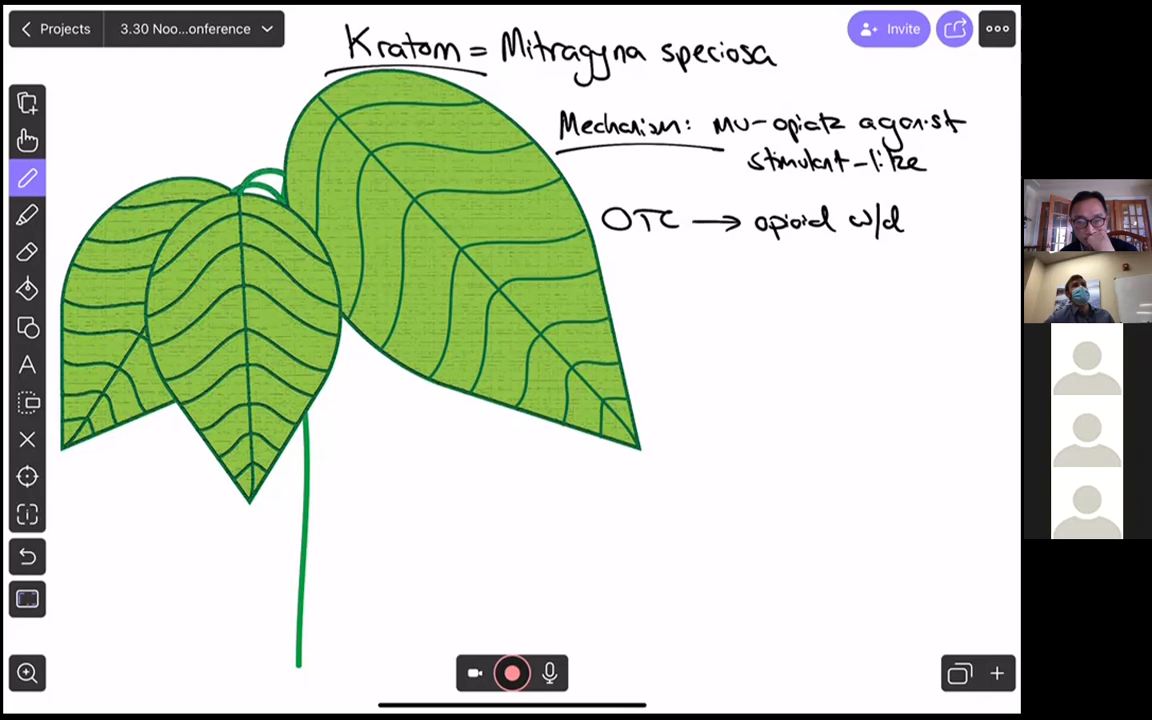 Projects
3.30 Noo...onference
Invite
Kratom = Mitragyna speciosa
Mechanism: mu-opiate agonist
stimulant-like
OTC → opioid w/d
A